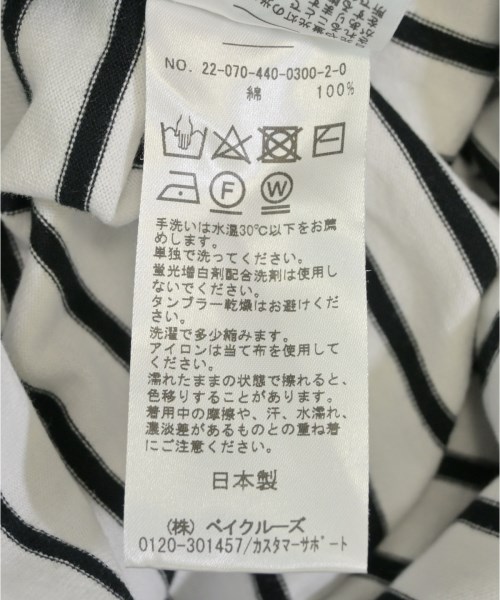 NO. 22-070-440-0300-2-0
綿 100%
F
W
手洗いは水温30℃以下をお薦
めします。
単独で洗ってください。
蛍光増白剤配合洗剤は使用し
ないでください。
タンブラー乾燥はお避けくだ
さい。
洗濯で多少縮みます。
アイロンは当て布を使用して
ください。
濡れたままの状態で擦れると、
色移りすることがあります。
着用中の摩擦や、汗、水濡れ、
濃淡差があるものとの重ね着
にご注意ください。
日本製
(株) ベイクルーズ
0120-301457/カスタマーサポート